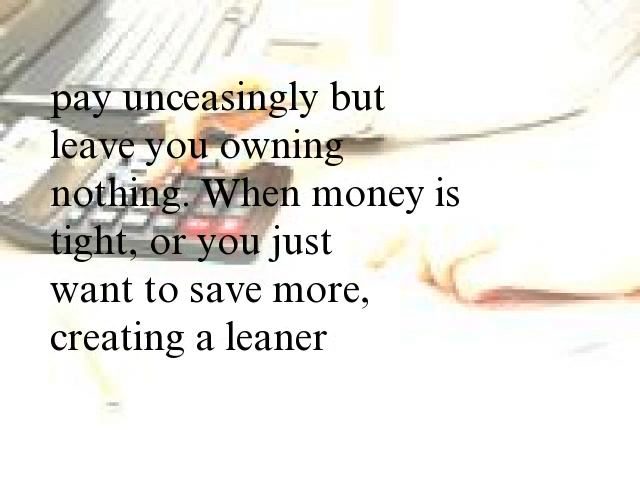 pay unceasingly but
leave you owning
nothing. When money is
tight, or you just
want to save more,
creating a leaner